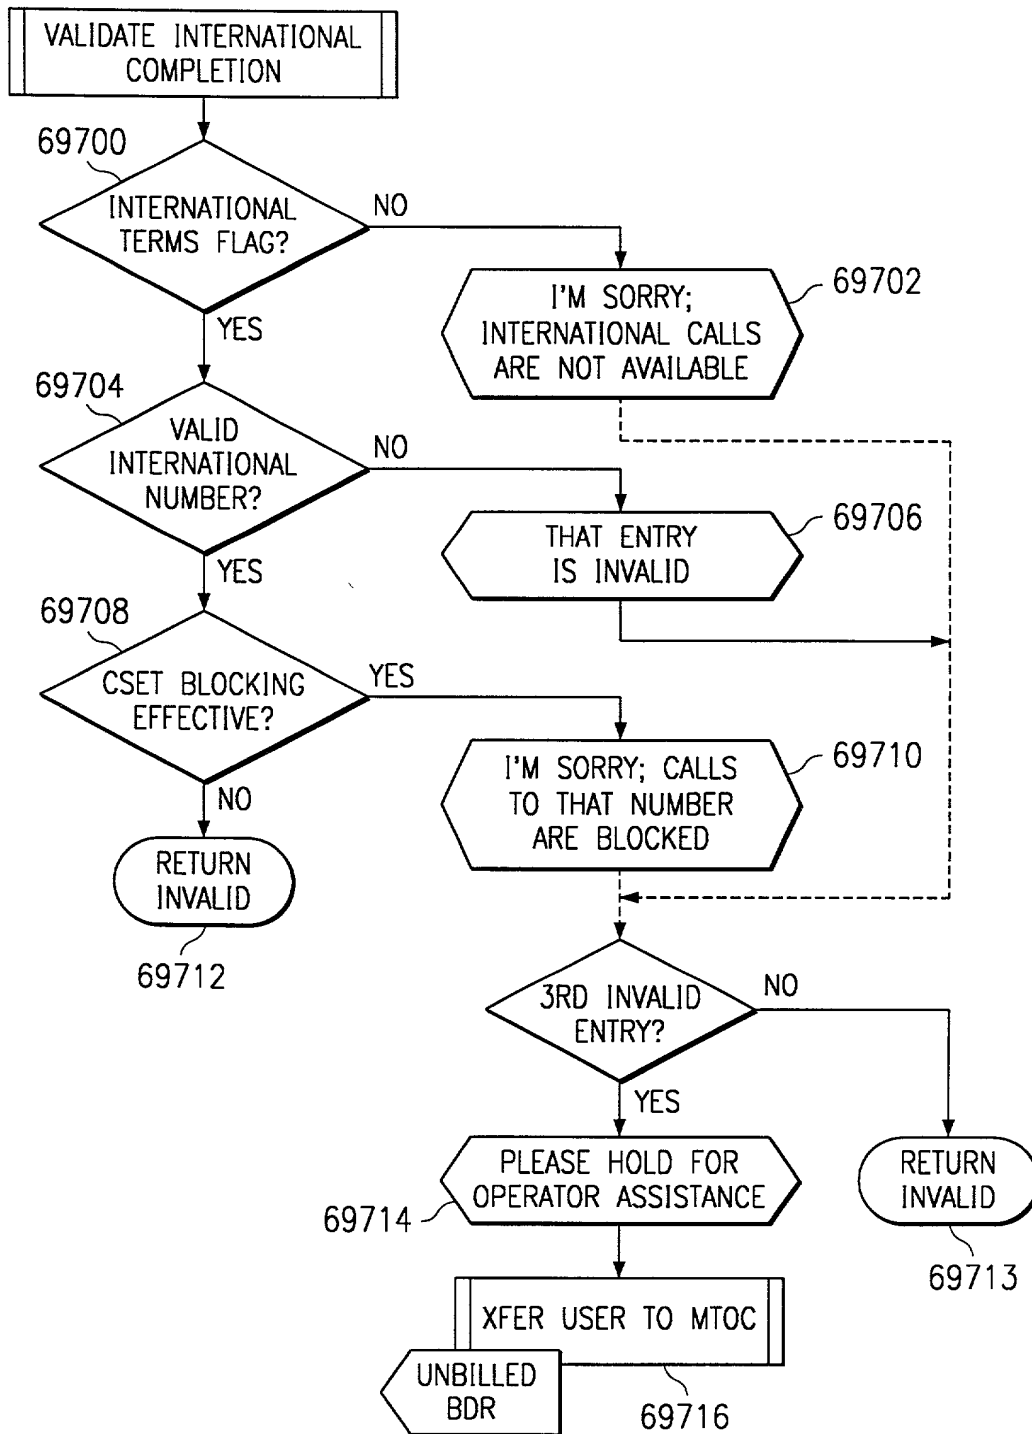 VALIDATE INTERNATIONAL
COMPLETION
69700
INTERNATIONAL
TERMS FLAG?
NO
YES
I'M SORRY;
INTERNATIONAL CALLS
ARE NOT AVAILABLE
69702
69704
VALID
INTERNATIONAL
NUMBER?
NO
YES
THAT ENTRY
IS INVALID
69706
69708
CSET BLOCKING
EFFECTIVE?
YES
NO
I'M SORRY; CALLS
TO THAT NUMBER
ARE BLOCKED
69710
RETURN
INVALID
69712
3RD INVALID
ENTRY?
NO
YES
PLEASE HOLD FOR
OPERATOR ASSISTANCE
69714
RETURN
INVALID
69713
XFER USER TO MTOC
UNBILLED
BDR
69716